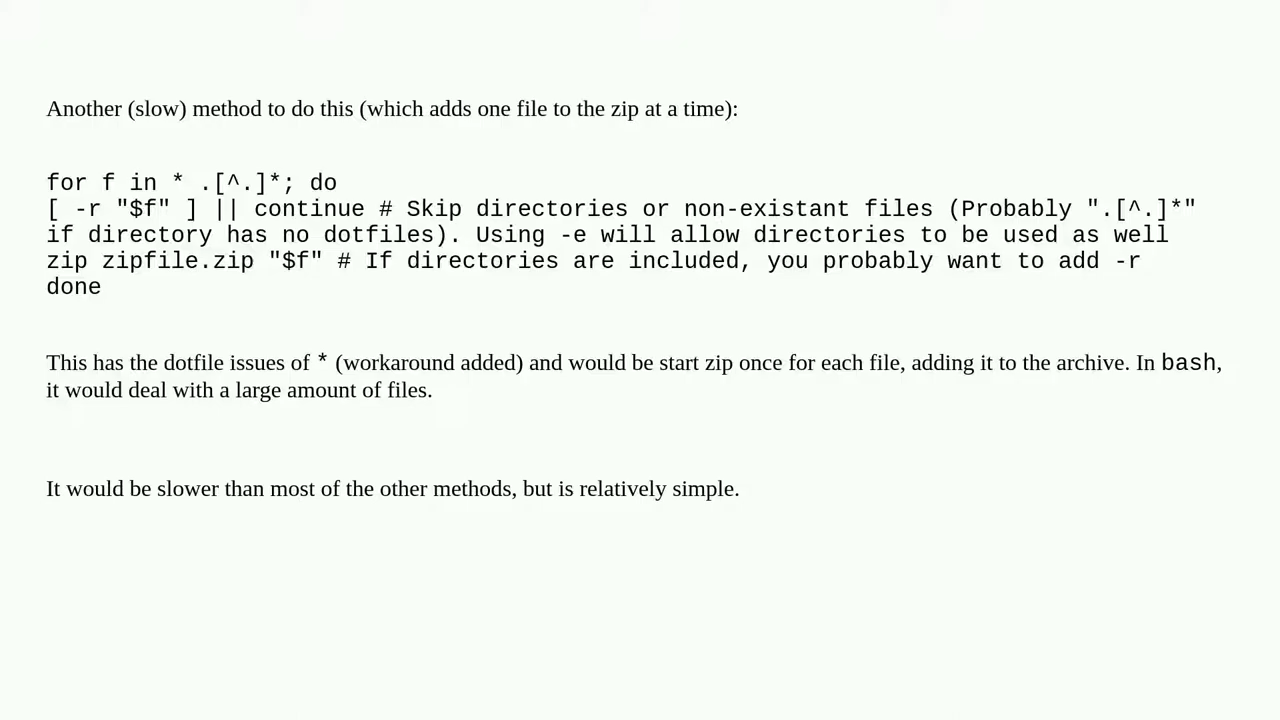 Another (slow) method to do this (which adds one file to the zip at a time):
for f in * .[^.]*; do
[ -r "$f" ] || continue # Skip directories or non-existant files (Probably ".[^.]*"
if directory has no dotfiles). Using -e will allow directories to be used as well
zip zipfile.zip "$f" # If directories are included, you probably want to add -r
done
This has the dotfile issues of * (workaround added) and would be start zip once for each file, adding it to the archive. In bash,
it would deal with a large amount of files.
It would be slower than most of the other methods, but is relatively simple.